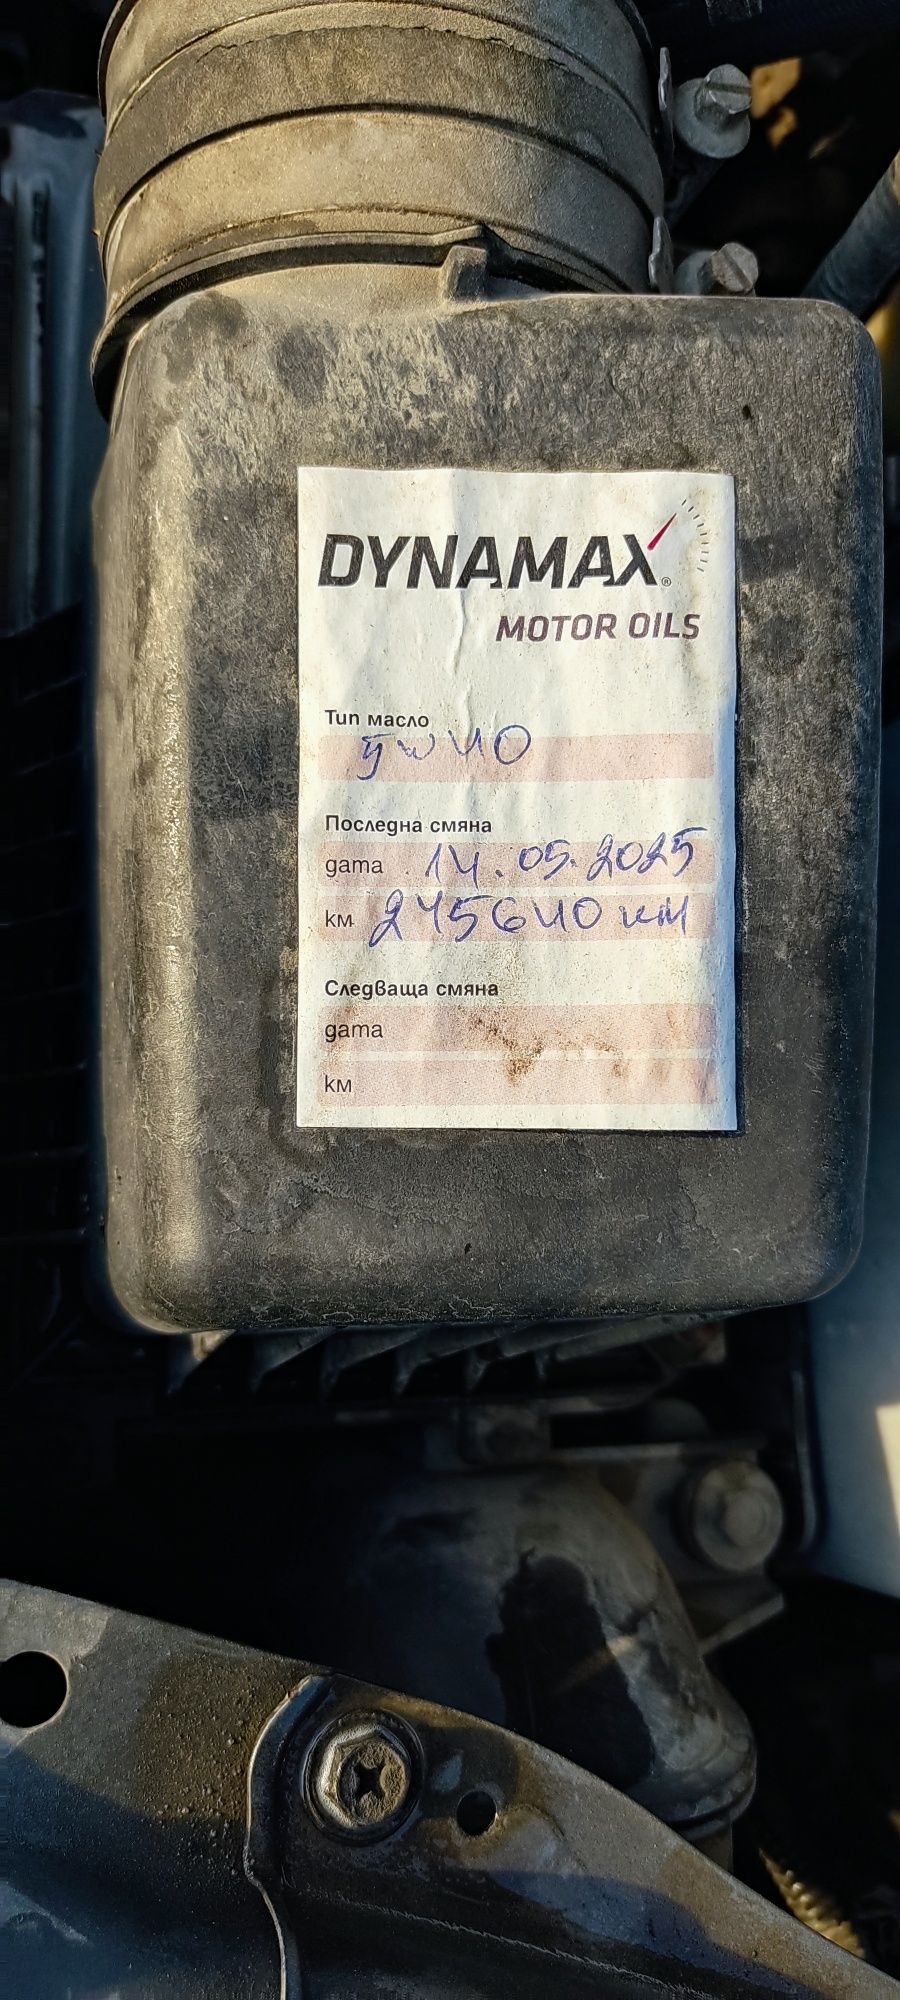 DYNAMAX®
MOTOR OILS
Тип масло
5w40
Последна смяна
дата 14.05.2025
км 245640 км
Следваща смяна
дата
км